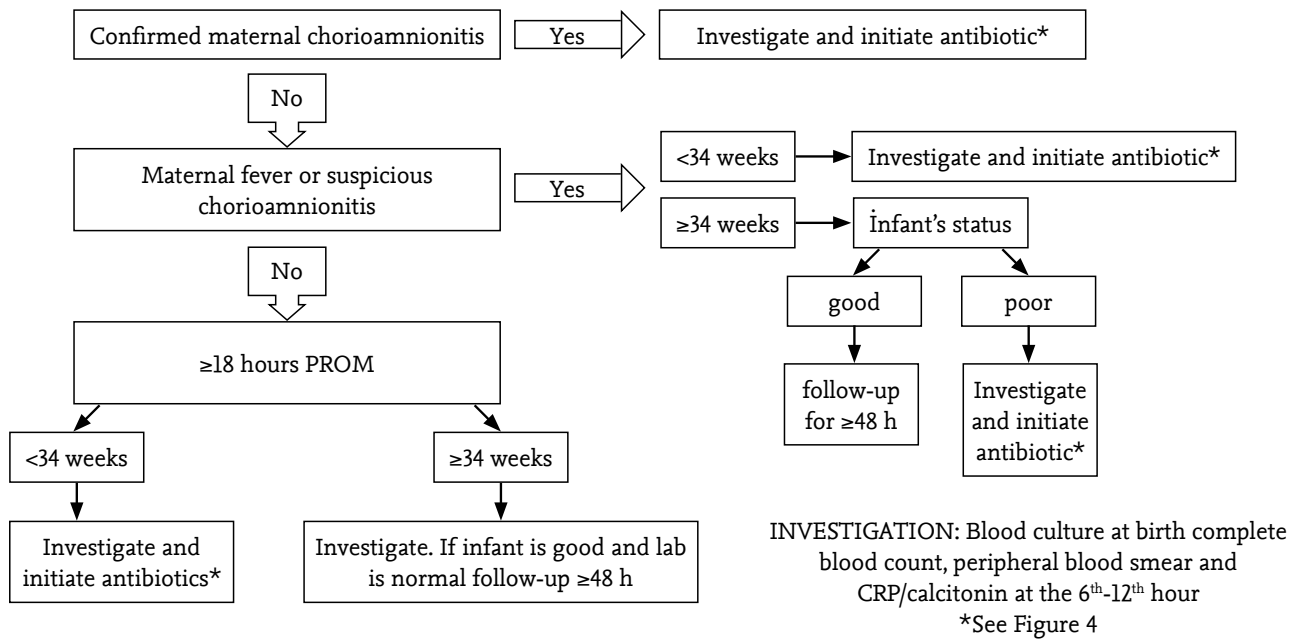 Confirmed maternal chorioamnionitis
Yes
Investigate and initiate antibiotic*
No
Maternal fever or suspicious
chorioamnionitis
Yes
<34 weeks
Investigate and initiate antibiotic*
≥34 weeks
İnfant's status
good
poor
follow-up
for ≥48 h
Investigate
and initiate
antibiotic*
No
≥18 hours PROM
<34 weeks
≥34 weeks
Investigate and
initiate antibiotics*
Investigate. If infant is good and lab
is normal follow-up ≥48 h
INVESTIGATION: Blood culture at birth complete
blood count, peripheral blood smear and
CRP/calcitonin at the 6th-12th hour
*See Figure 4